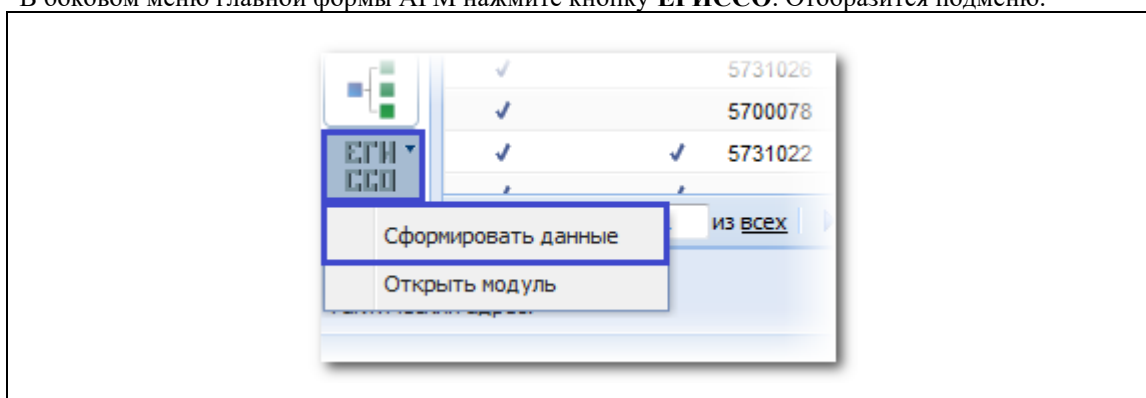 В боковом меню главной формы АРМ нажмите кнопку ЕГИССО. Отобразится подменю.
5731026
5700078
ЕГИ 5731022
ССО
из всех
Сформировать данные
Открыть модуль